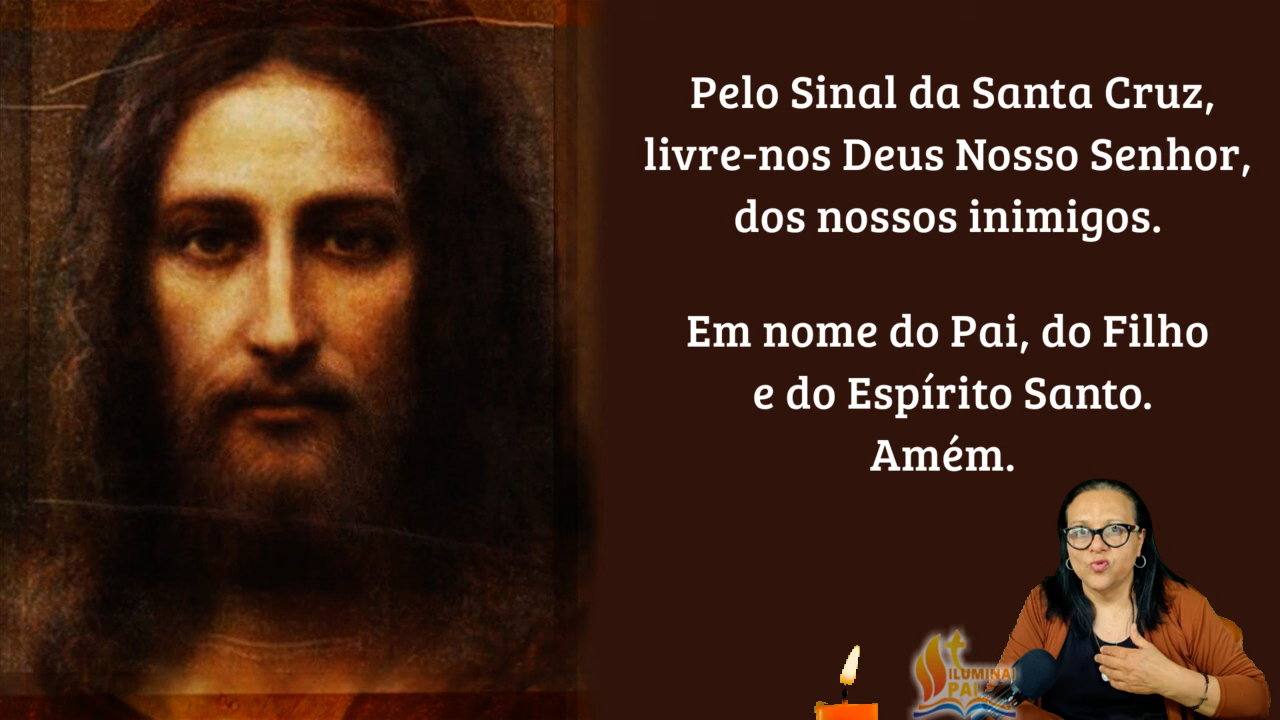 Pelo Sinal da Santa Cruz,
livre-nos Deus Nosso Senhor,
dos nossos inimigos.
Em nome do Pai, do Filho
e do Espírito Santo.
Amém.
ILUMINAI
PAI